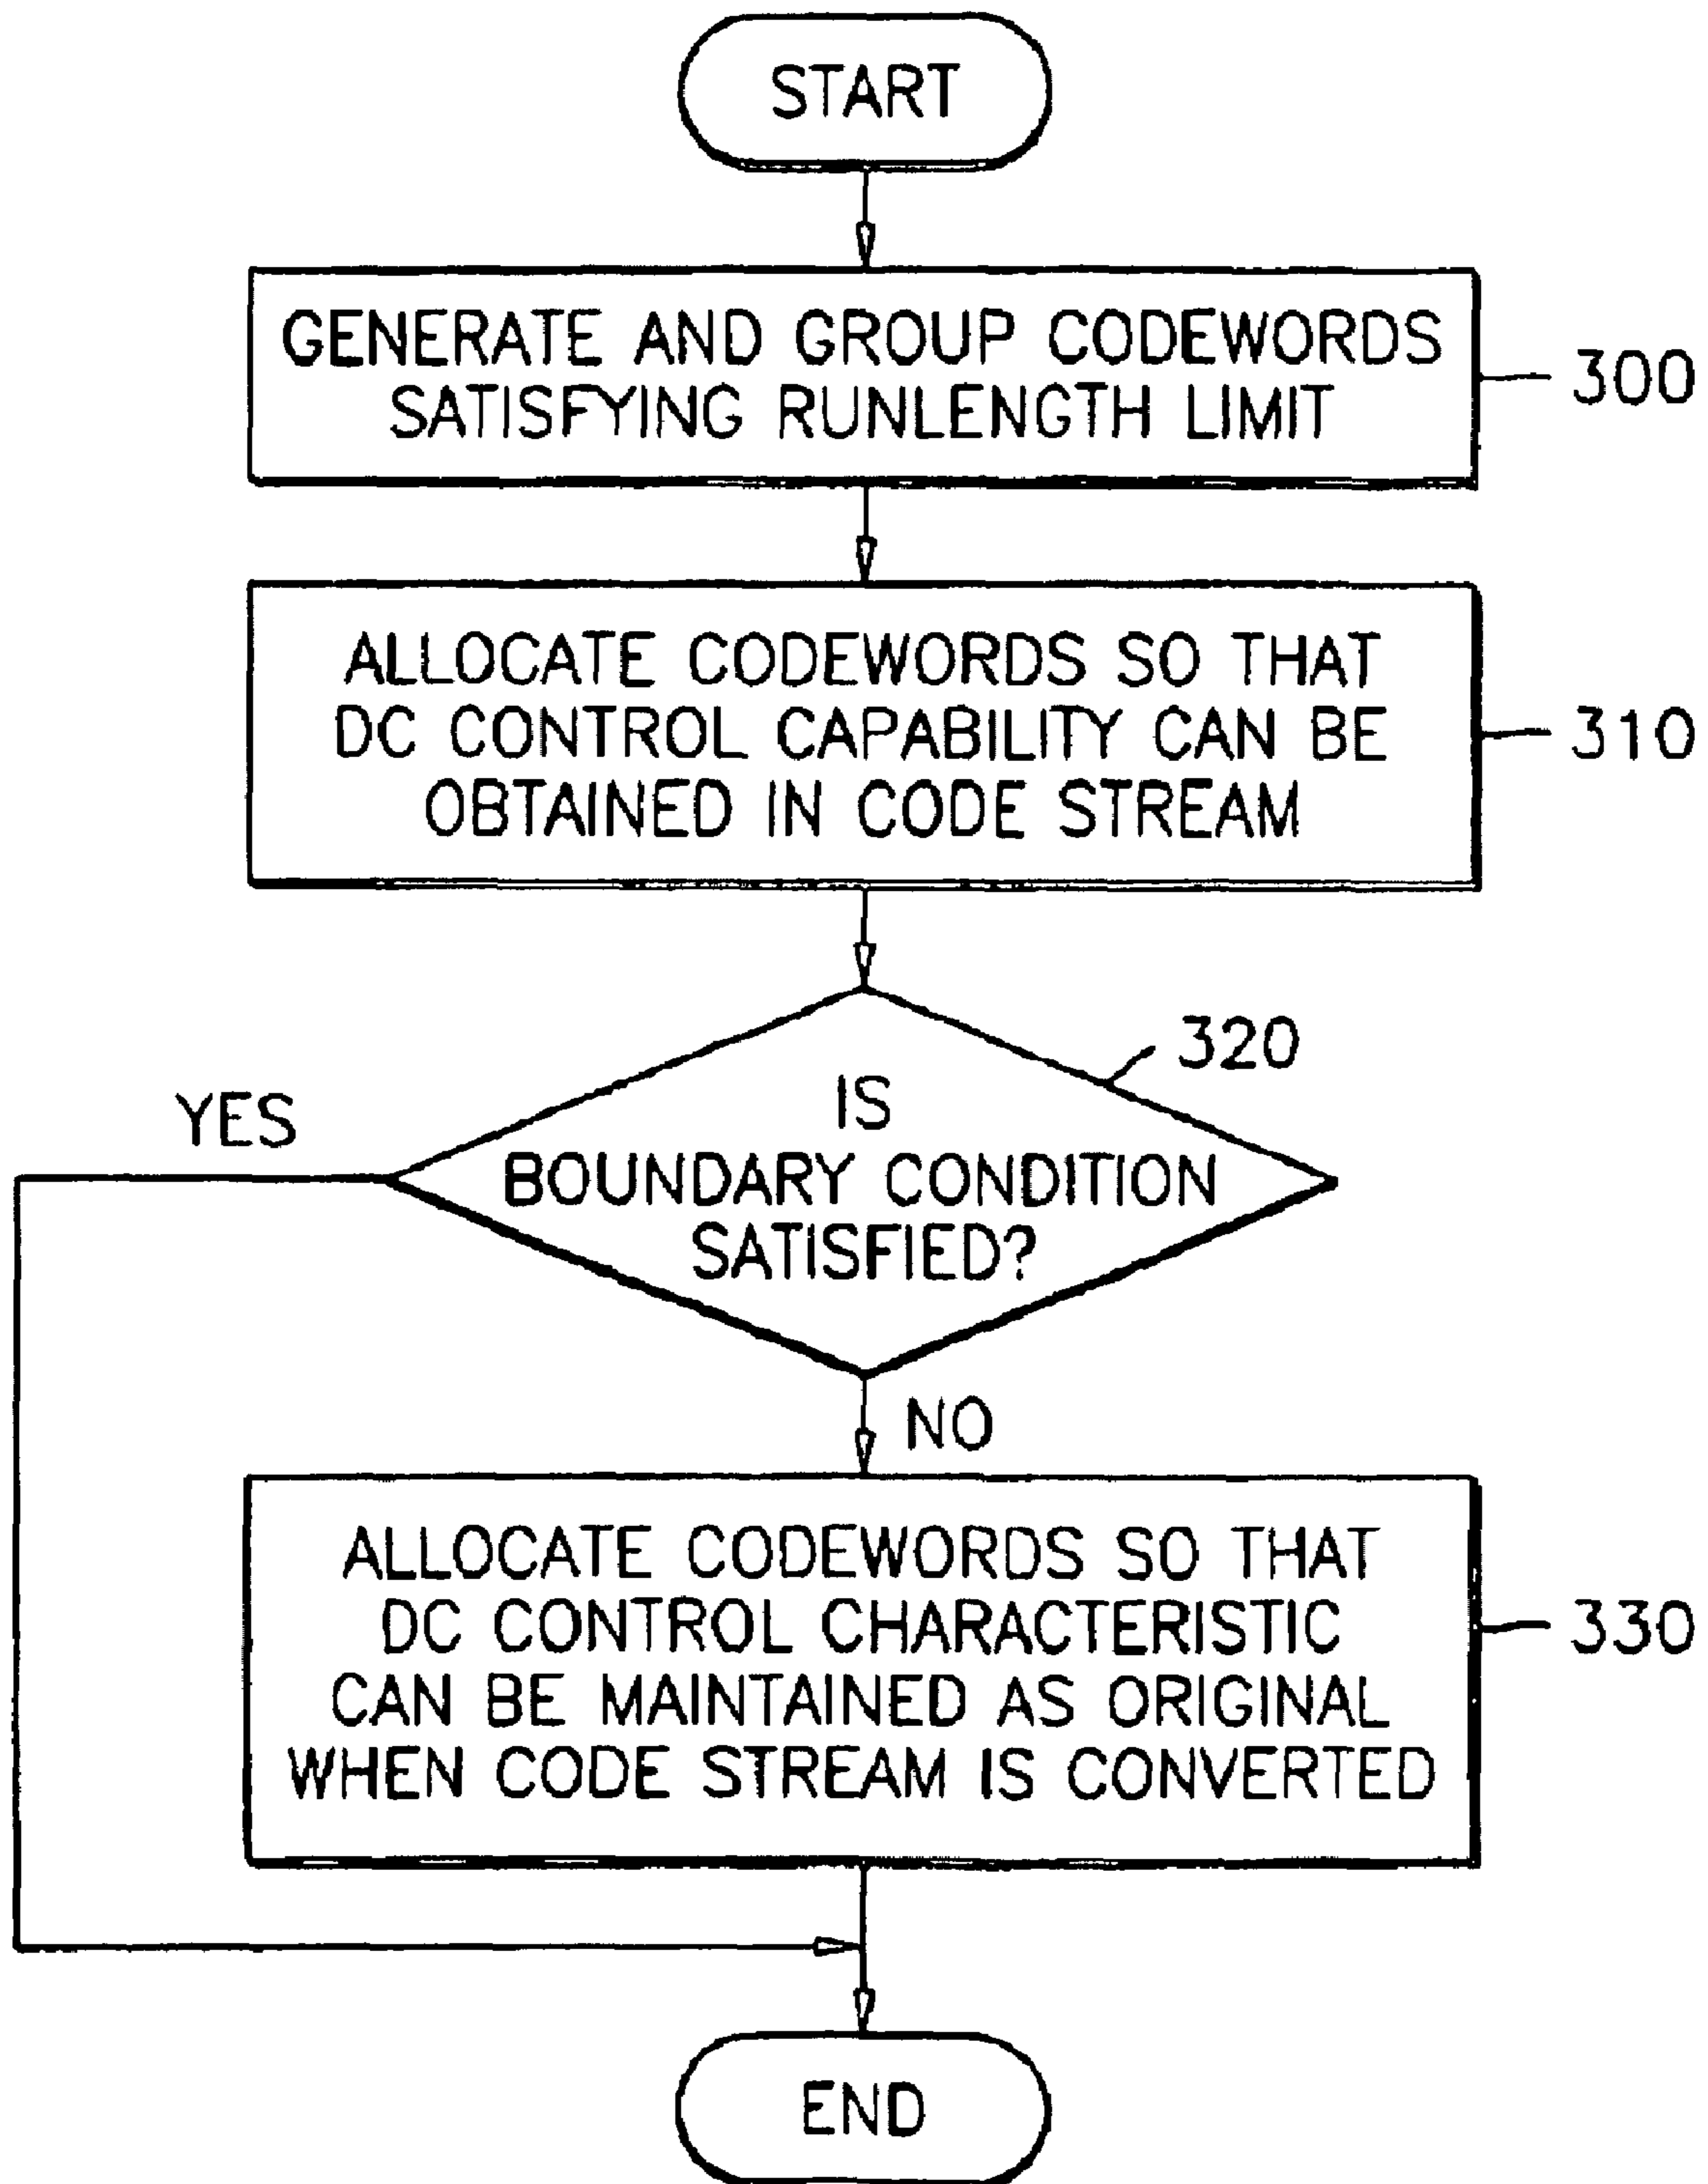 START
GENERATE AND GROUP CODEWORDS
SATISFYING RUNLENGTH LIMIT
300
ALLOCATE CODEWORDS SO THAT
DC CONTROL CAPABILITY CAN BE
OBTAINED IN CODE STREAM
310
320
YES
IS
BOUNDARY CONDITION
SATISFIED?
NO
ALLOCATE CODEWORDS SO THAT
DC CONTROL CHARACTERISTIC
CAN BE MAINTAINED AS ORIGINAL
WHEN CODE STREAM IS CONVERTED
330
END